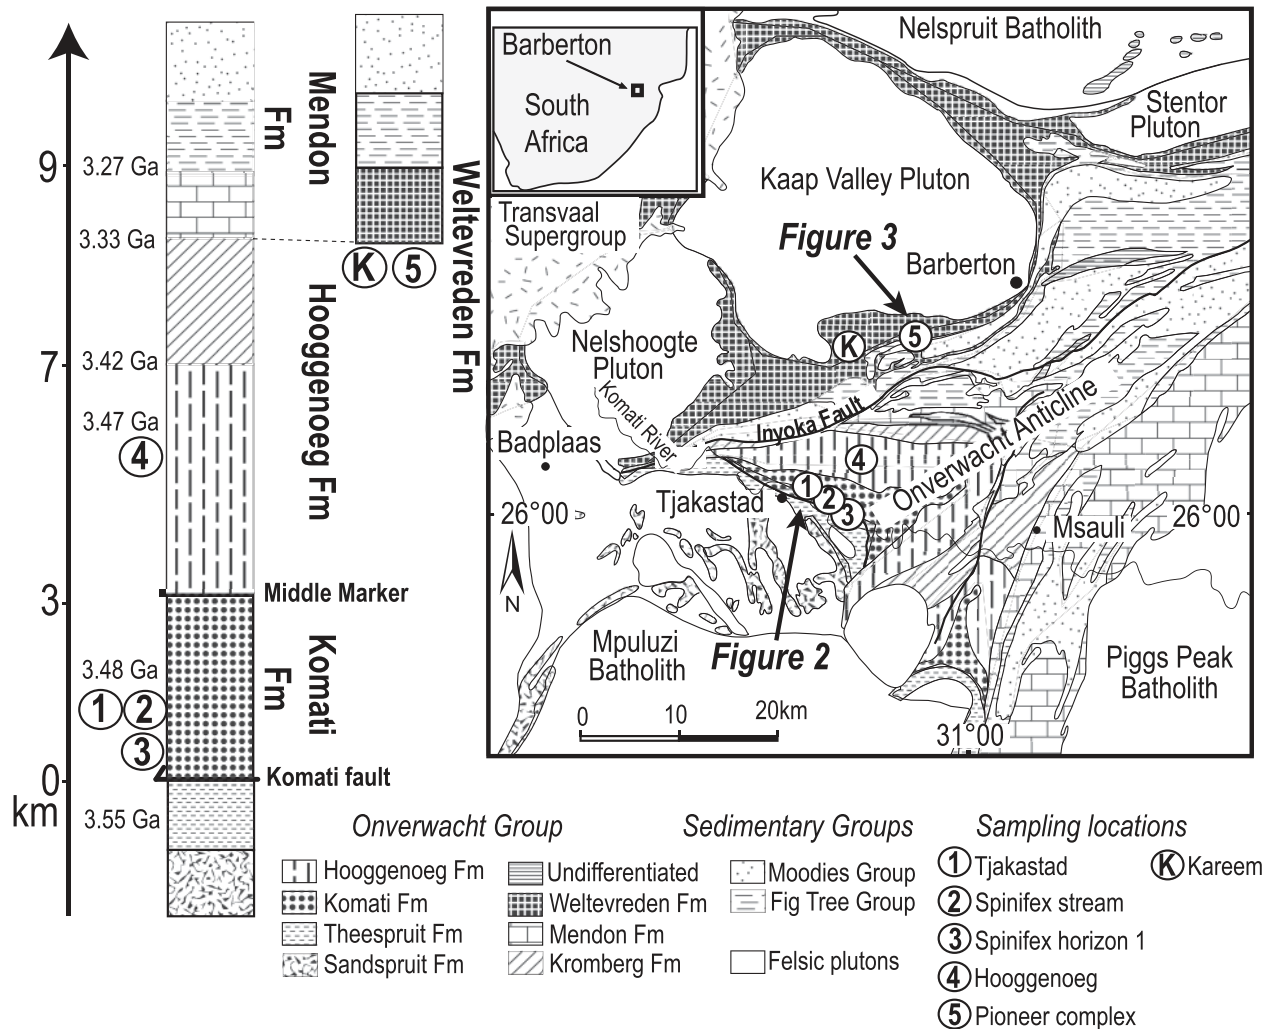 9
7
3
0
km
3.27 Ga
3.33 Ga
3.42 Ga
3.47 Ga
4
3.48 Ga
1 2
3
3.55 Ga
Mendon
Fm
Hooggenoeg Fm
Middle Marker
Komati
Fm
Komati fault
K 5
Weltevreden Fm
Barberton
South
Africa
Nelspruit Batholith
Stentor
Pluton
Kaap Valley Pluton
Transvaal
Supergroup
Figure 3
Barberton
5
K
Nelshoogte
Pluton
Komati River
Inyoka Fault
Onverwacht Anticline
Badplaas
4
1
2
3
Tjakastad
26°00
Msauli
26°00
N
Mpuluzi
Batholith
Figure 2
Piggs Peak
Batholith
0 10 20km
31°00
Onverwacht Group
Hooggenoeg Fm
Komati Fm
Theespruit Fm
Sandspruit Fm
Undifferentiated
Weltevreden Fm
Mendon Fm
Kromberg Fm
Sedimentary Groups
Moodies Group
Fig Tree Group
Felsic plutons
Sampling locations
1 Tjakastad
2 Spinifex stream
3 Spinifex horizon 1
4 Hooggenoeg
5 Pioneer complex
K Kareem